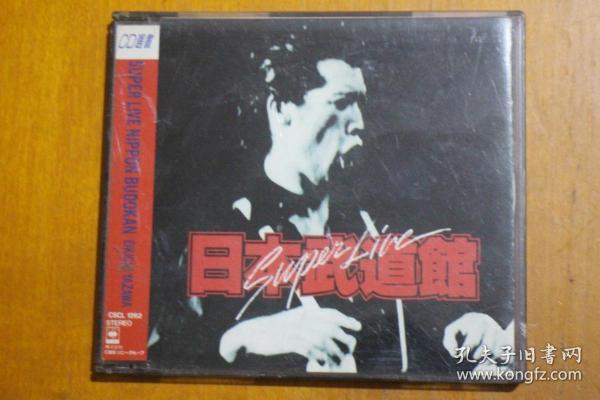 CD選書
SUPER LIVE NIPPON BUDOKAN EIKICHI YAZAWA
CSCL 1262
STEREO
日本武道館
Super Live
孔夫子旧書网
www.kongfz.com